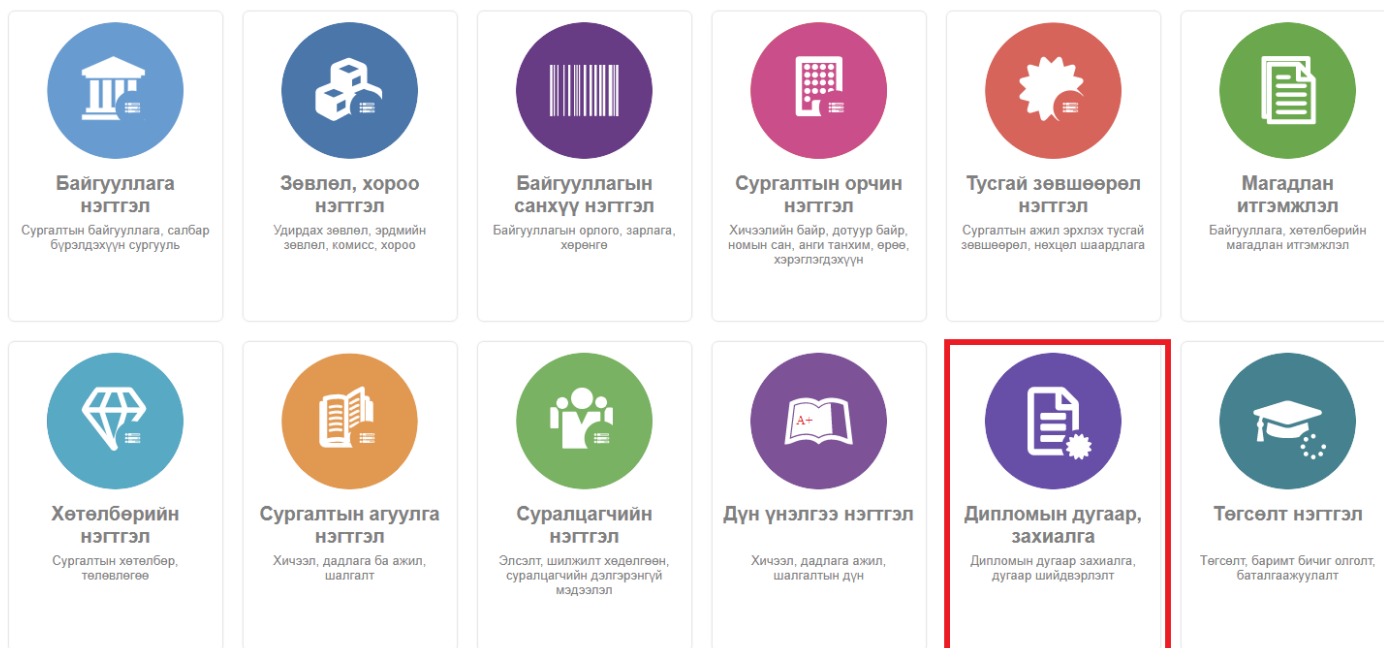 Байгууллага
нэгтгэл
Сургалтын байгууллага, салбар
бүрэлдэхүүн сургууль
Зөвлөл, хороо
нэгтгэл
Удирдах зөвлөл, эрдмийн
зөвлөл, комисс, хороо
Байгууллагын
санхүү нэгтгэл
Байгууллагын орлого, зарлага,
хөрөнгө
Сургалтын орчин
нэгтгэл
Хичээлийн байр, дотуур байр,
номын сан, анги танхим, өрөө,
хэрэглэгдэхүүн
Тусгай зөвшөөрөл
нэгтгэл
Сургалтын ажил эрхлэх тусгай
зөвшөөрөл, нөхцөл шаардлага
Магадлан
итгэмжлэл
Байгууллага, хөтөлбөрийн
магадлан итгэмжлэл
Хөтөлбөрийн
нэгтгэл
Сургалтын хөтөлбөр,
төлөвлөгөө
Сургалтын агуулга
нэгтгэл
Хичээл, дадлага ба ажил,
шалгалт
Суралцагчийн
нэгтгэл
Элсэлт, шилжилт хөдөлгөөн,
суралцагчийн дэлгэрэнгүй
мэдээлэл
A+
Дүн үнэлгээ нэгтгэл
Хичээл, дадлага ажил,
шалгалтын дүн
Дипломын дугаар,
захиалга
Дипломын дугаар захиалга,
дугаар шийдвэрлэлт
Төгсөлт нэгтгэл
Төгсөлт, баримт бичиг олголт,
баталгаажуулалт